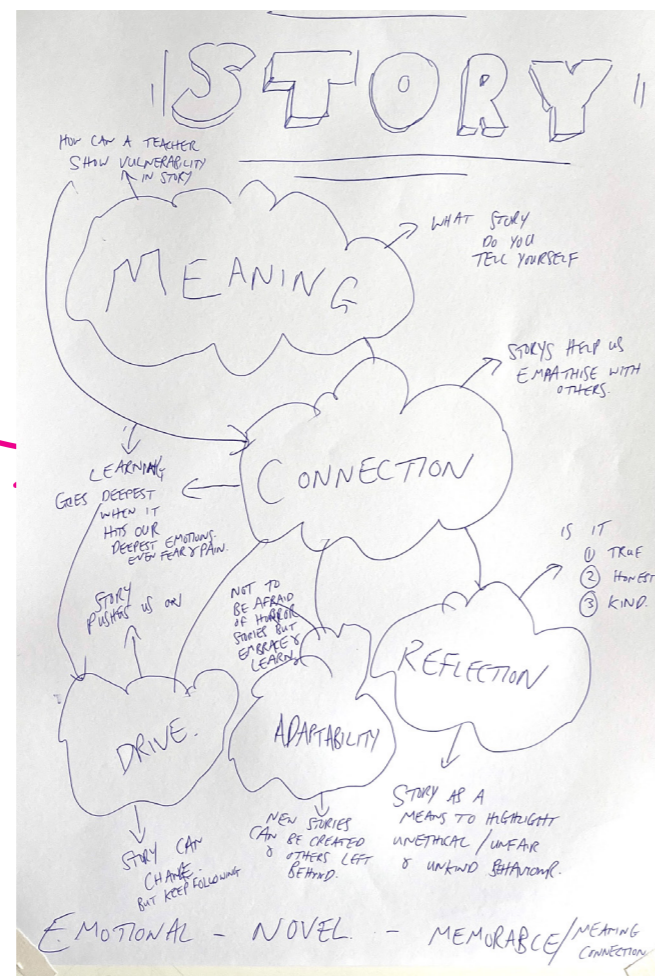 "STORY"
HOW CAN A TEACHER
SHOW VULNERABILITY
IN STORY
MEANING
WHAT STORY
DO YOU
TELL YOURSELF
STORYS HELP US
EMPATHISE WITH
OTHERS.
CONNECTION
LEARNING
GOES DEEPEST
WHEN IT
HITS OUR
DEEPEST EMOTIONS.
EVEN FEAR & PAIN.
IS IT
① TRUE
② HONEST
③ KIND.
STORY
PUSHES US ON
NOT TO
BE AFRAID
OF HORROR
STORIES BUT
EMBRACE &
LEARN
REFLECTION
DRIVE.
ADAPTABILITY
STORY AS A
MEANS TO HIGHLIGHT
UNETHICAL / UNFAIR
& UNKIND BEHAVIOUR.
NEW STORIES
CAN BE CREATED
& OTHERS LEFT
BEHIND.
STORY CAN
CHANGE.
BUT KEEP FOLLOWING
EMOTIONAL - NOVEL. - MEMORABLE/MEANING
CONNECTION